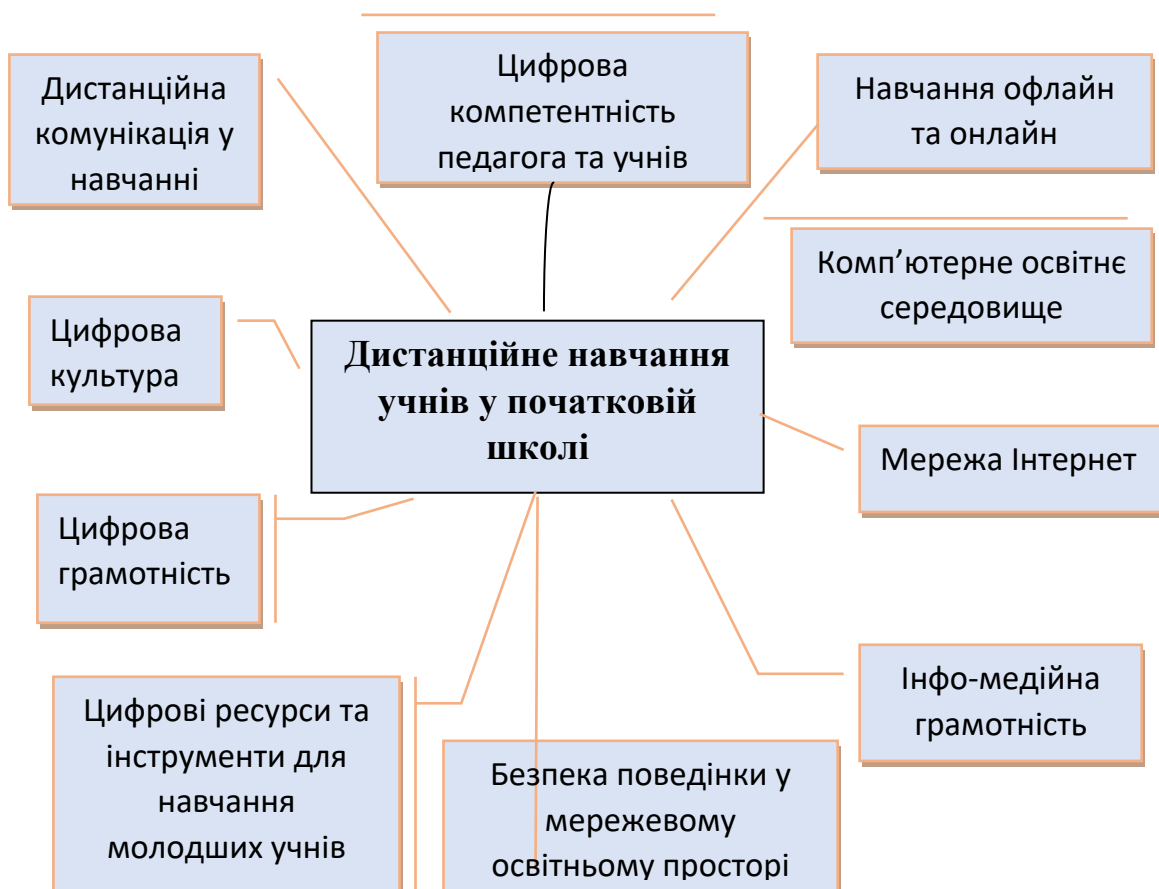 Дистанційна
комунікація у
навчанні
Цифрова
компетентність
педагога та учнів
Навчання офлайн
та онлайн
Комп’ютерне освітнє
середовище
Цифрова
культура
Дистанційне навчання
учнів у початковій
школі
Мережа Інтернет
Цифрова
грамотність
Інфо-медійна
грамотність
Цифрові ресурси та
інструменти для
навчання
молодших учнів
Безпека поведінки у
мережевому
освітньому просторі